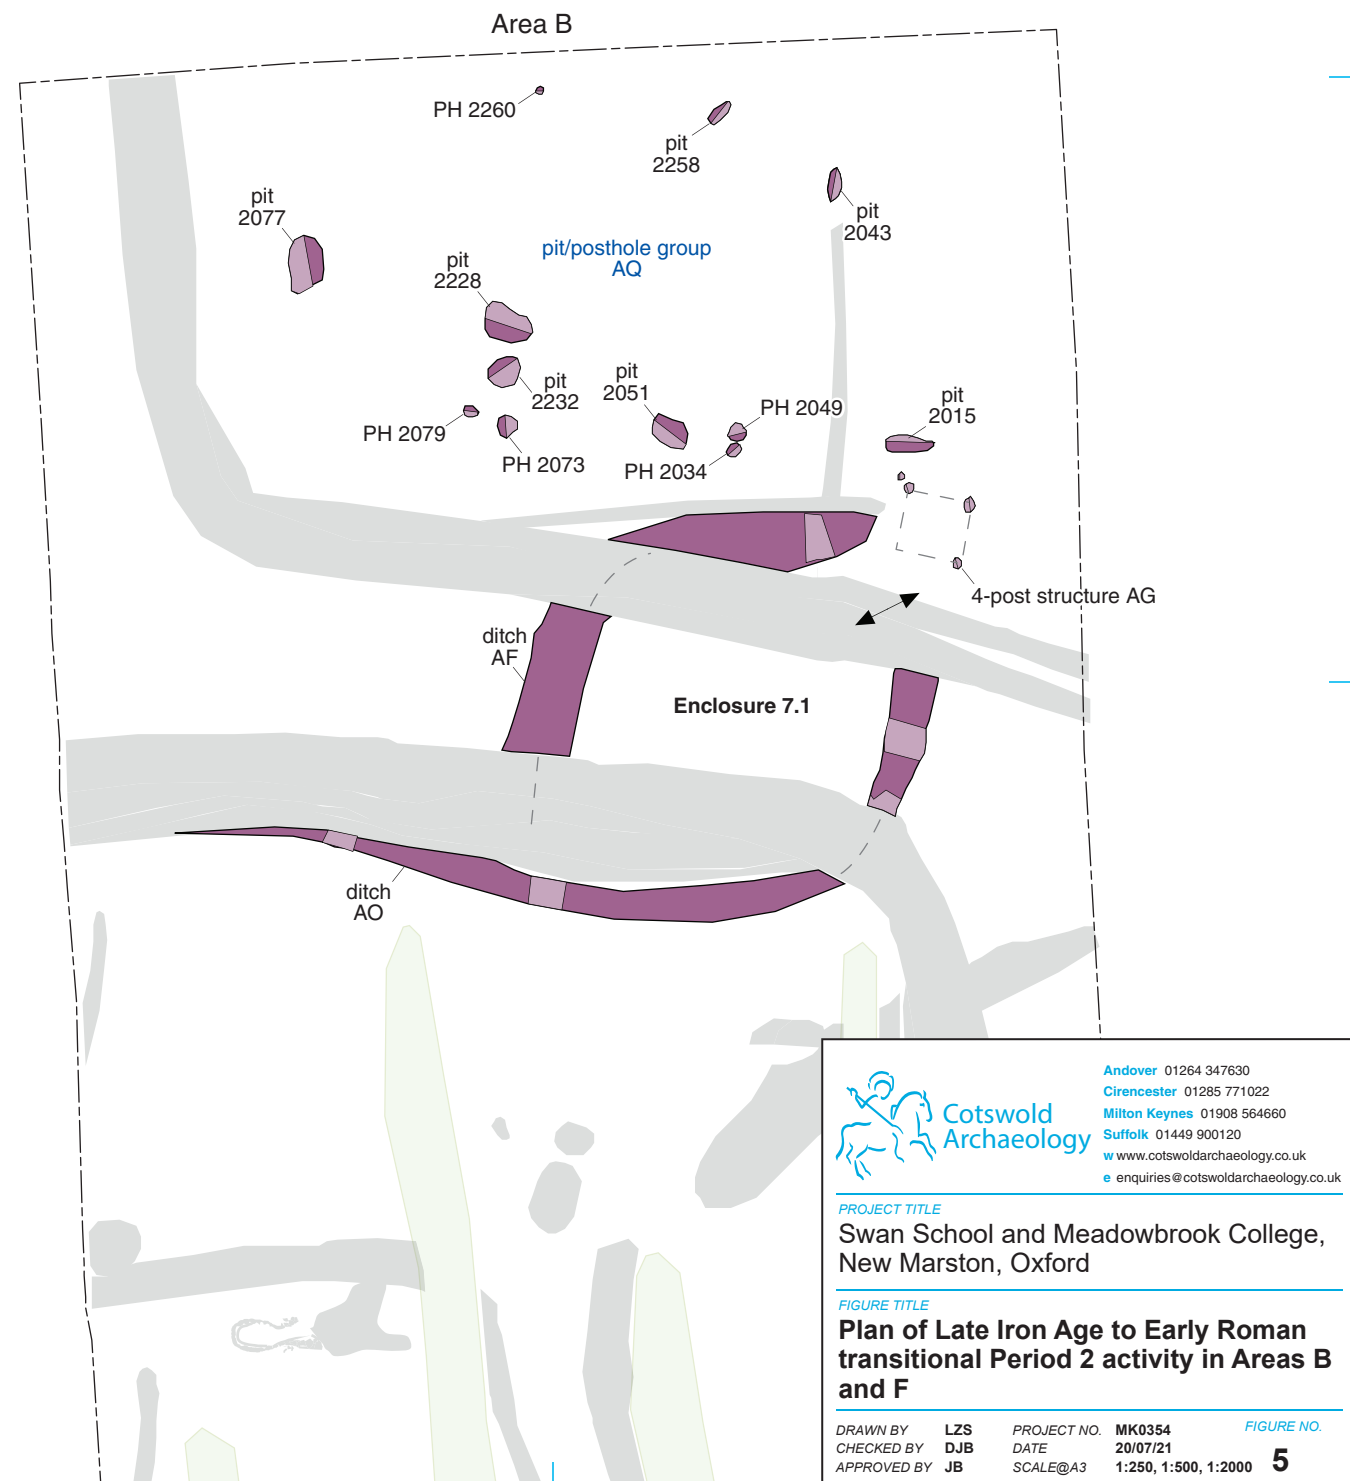 Area B
PH 2260
pit
2258
pit
2077
pit
2043
pit/posthole group
AQ
pit
2228
pit
2232
pit
2051
PH 2049
pit
2015
PH 2079
PH 2073
PH 2034
4-post structure AG
ditch
AF
Enclosure 7.1
ditch
AO
Cotswold
Archaeology
Andover 01264 347630
Cirencester 01285 771022
Milton Keynes 01908 564660
Suffolk 01449 900120
w www.cotswoldarchaeology.co.uk
e enquiries@cotswoldarchaeology.co.uk
PROJECT TITLE
Swan School and Meadowbrook College,
New Marston, Oxford
FIGURE TITLE
Plan of Late Iron Age to Early Roman
transitional Period 2 activity in Areas B
and F
DRAWN BY LZS PROJECT NO. MK0354 FIGURE NO.
CHECKED BY DJB DATE 20/07/21
APPROVED BY JB SCALE@A3 1:250, 1:500, 1:2000 5